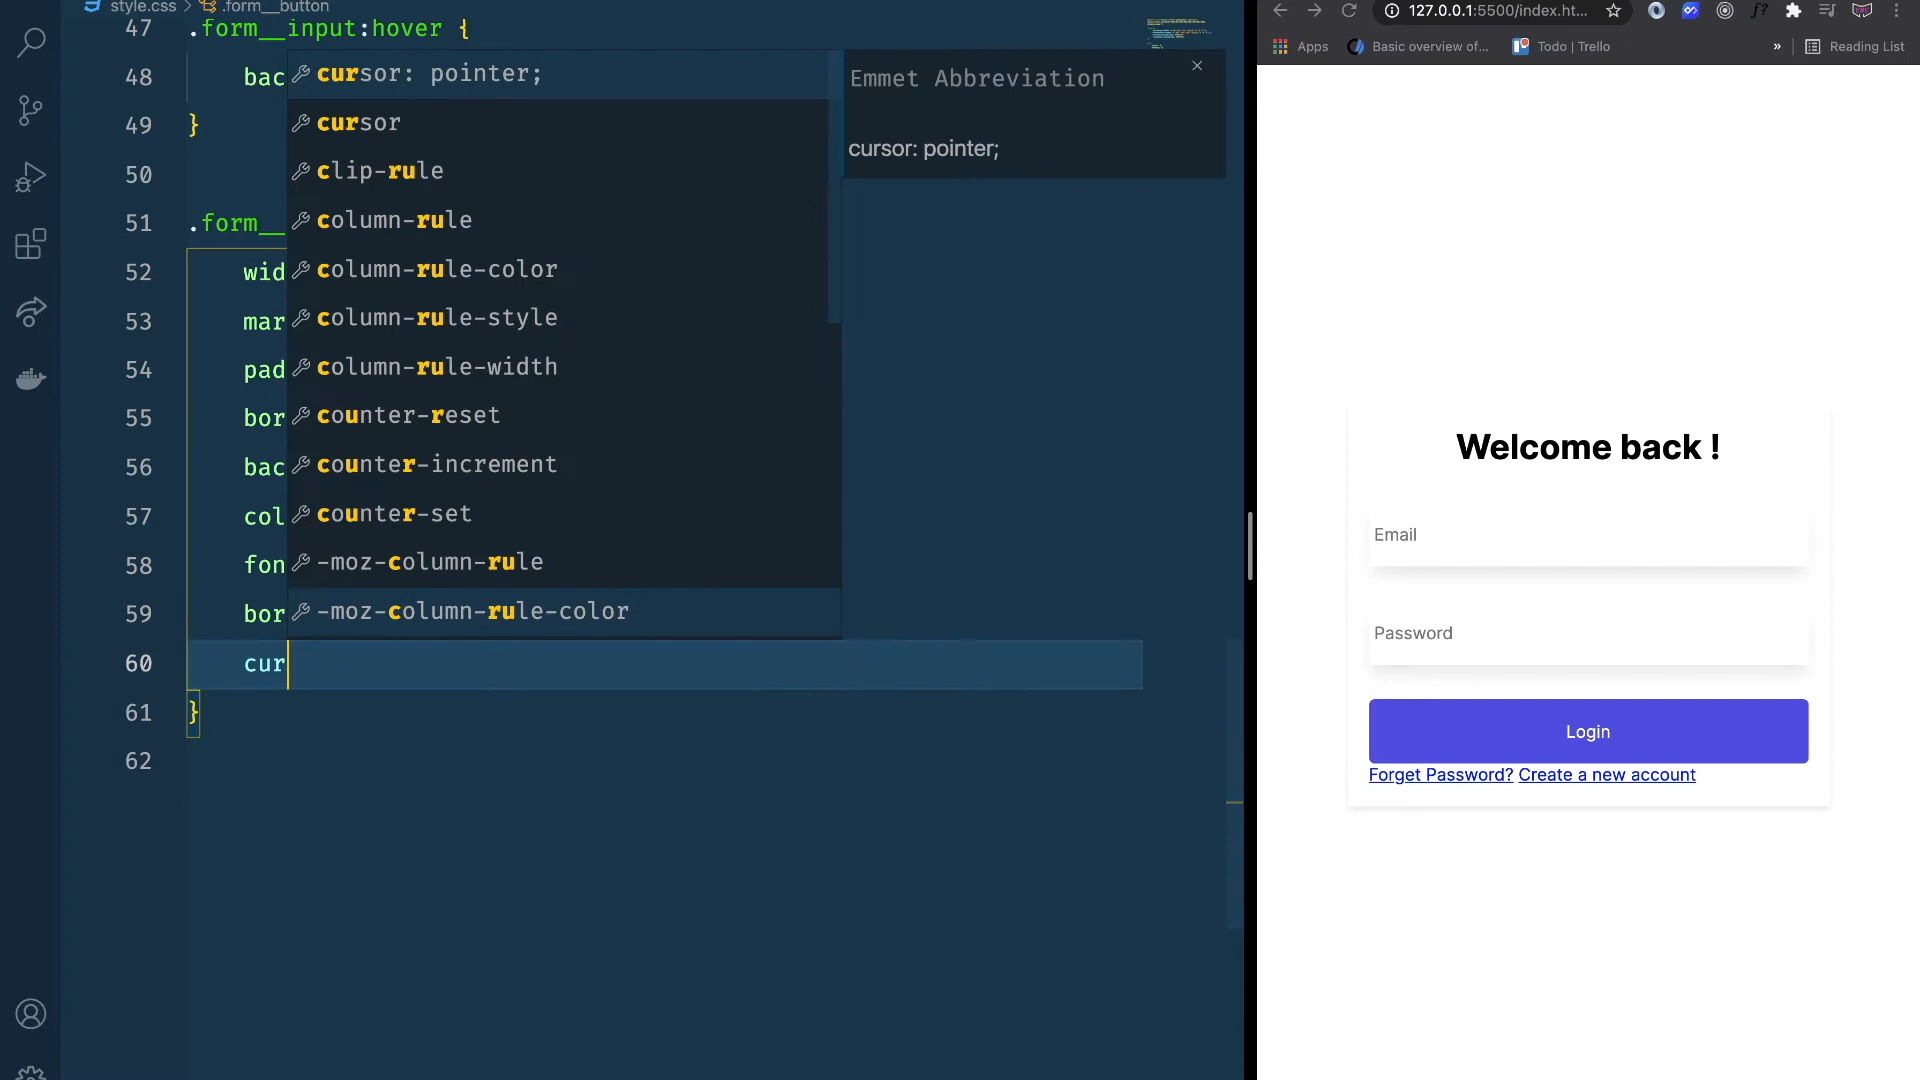 style.css > .form__button
47 .form__input:hover {
48 bac
49 }
50
51 .form__
52 wid
53 mar
54 pad
55 bor
56 bac
57 col
58 fon
59 bor
60 cur
61 }
62
cursor: pointer;
cursor
clip-rule
column-rule
column-rule-color
column-rule-style
column-rule-width
counter-reset
counter-increment
counter-set
-moz-column-rule
-moz-column-rule-color
Emmet Abbreviation
cursor: pointer;
127.0.0.1:5500/index.ht...
f?
Apps
Basic overview of...
Todo | Trello
»
Reading List
Welcome back !
Email
Password
Login
Forget Password? Create a new account